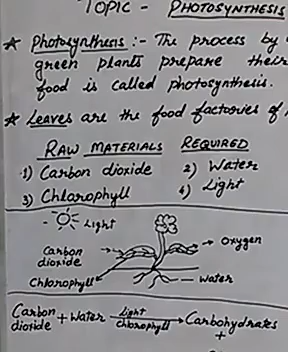 TOPIC - PHOTOSYNTHESIS
★ Photosynthesis :- The process by
green plants prepare their
food is called photosynthesis.
★ Leaves are the food factories of
RAW MATERIALS REQUIRED
1) Carbon dioxide 2) Water
3) Chlorophyll 4) Light
Light
Carbon dioxide
Oxygen
Chlorophyll
Water
Carbon dioxide + Water Light Chlorophyll → Carbohydrates
+